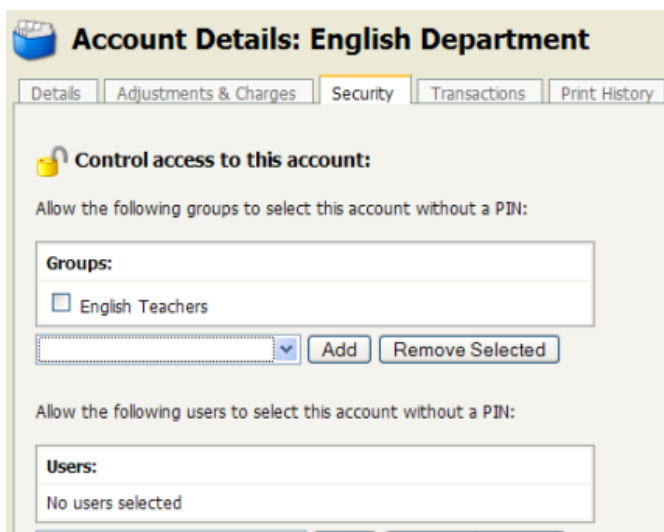 Account Details: English Department
Details Adjustments & Charges Security Transactions Print History
Control access to this account:
Allow the following groups to select this account without a PIN:
Groups:
English Teachers
Add Remove Selected
Allow the following users to select this account without a PIN:
Users:
No users selected